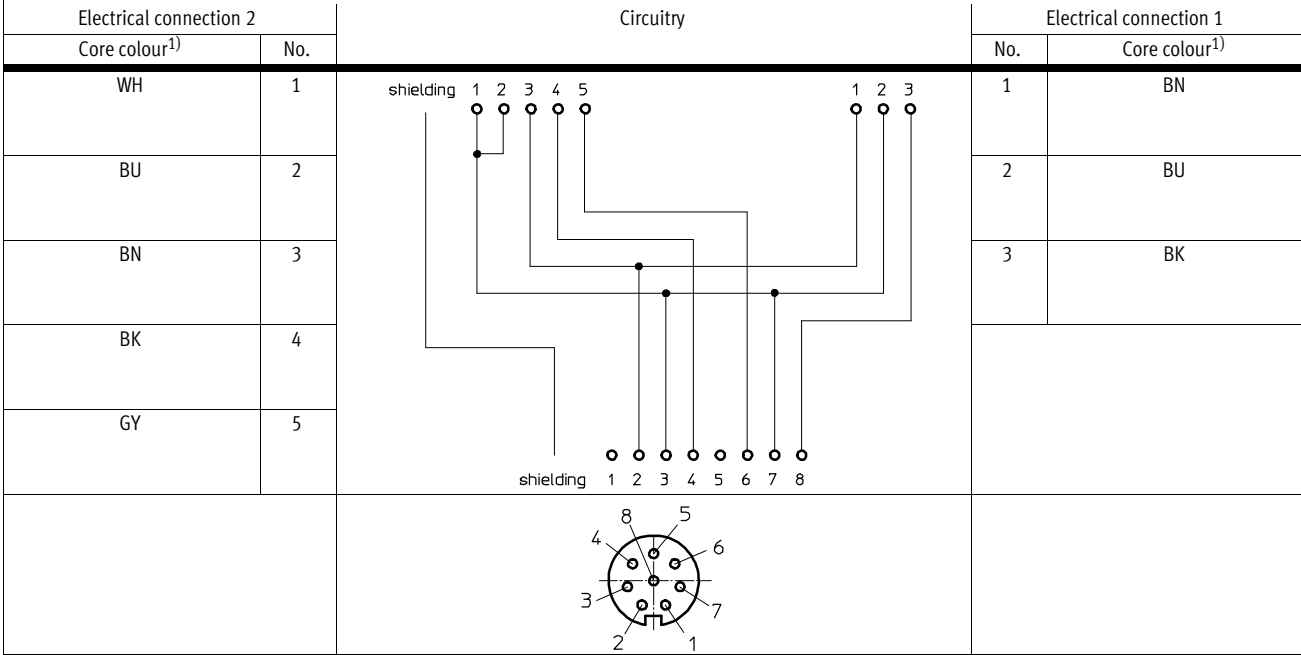 Electrical connection 2 Circuitry Electrical connection 1
Core colour1) No. No. Core colour1)
WH 1 shielding 1 2 3 4 5 1 2 3 1 BN
BU 2 2 BU
BN 3 3 BK
BK 4
GY 5
shielding 1 2 3 4 5 6 7 8
8 5
4 6
3 7
2 1